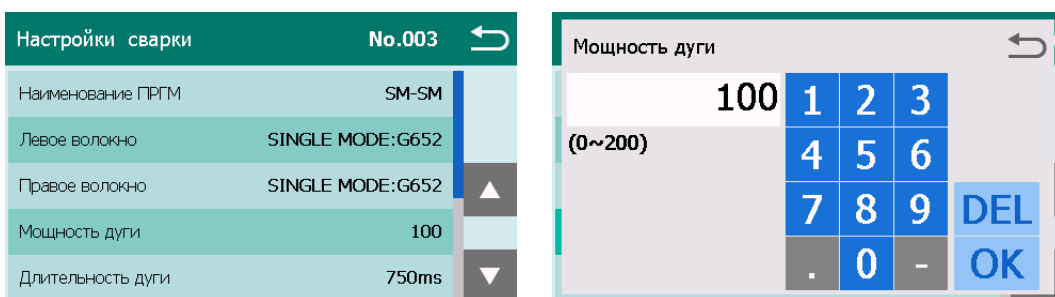 Настройки сварки No.003
Наименование ПРГМ SM-SM
Левое волокно SINGLE MODE:G652
Правое волокно SINGLE MODE:G652
Мощность дуги 100
Длительность дуги 750ms
Мощность дуги
100
(0~200)
1 2 3
4 5 6
7 8 9 DEL
. 0 - OK